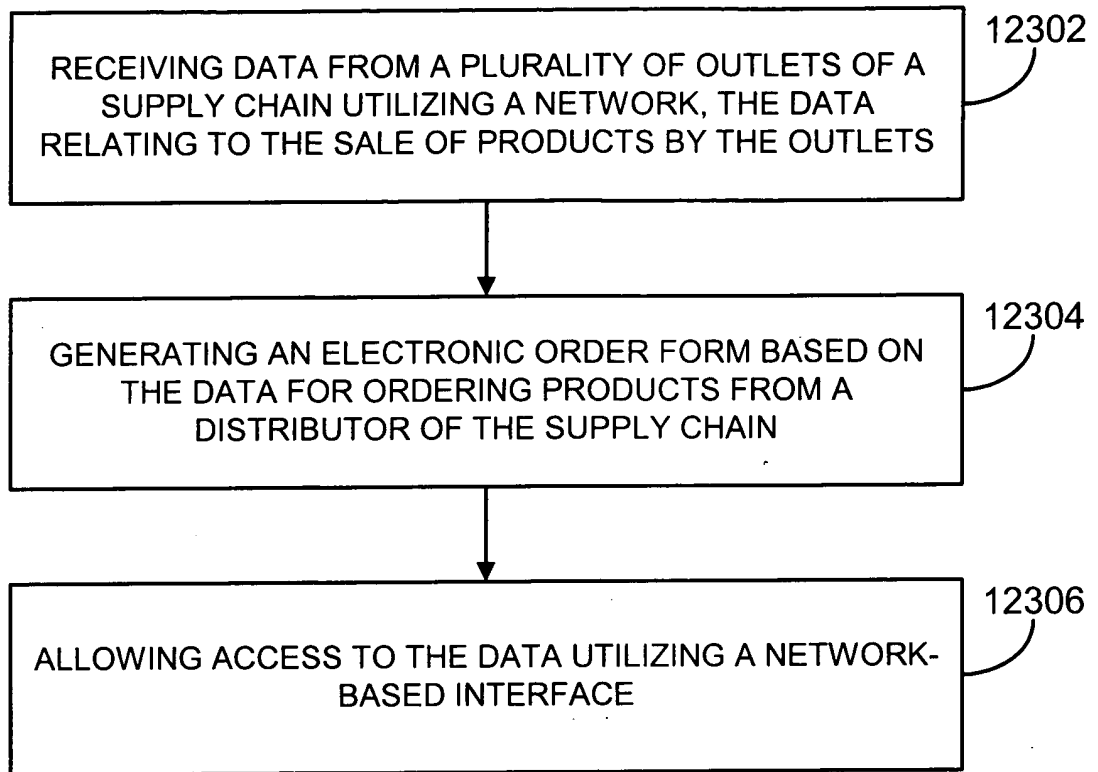 12302
RECEIVING DATA FROM A PLURALITY OF OUTLETS OF A
SUPPLY CHAIN UTILIZING A NETWORK, THE DATA
RELATING TO THE SALE OF PRODUCTS BY THE OUTLETS
12304
GENERATING AN ELECTRONIC ORDER FORM BASED ON
THE DATA FOR ORDERING PRODUCTS FROM A
DISTRIBUTOR OF THE SUPPLY CHAIN
12306
ALLOWING ACCESS TO THE DATA UTILIZING A NETWORK-
BASED INTERFACE